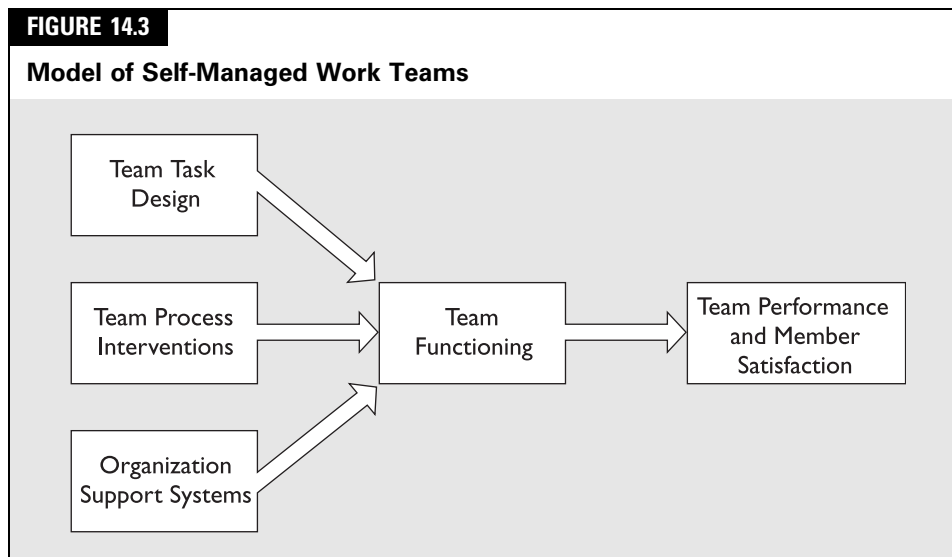 FIGURE 14.3
Model of Self-Managed Work Teams
Team Task
Design
Team Process
Interventions
Organization
Support Systems
Team
Functioning
Team Performance
and Member
Satisfaction